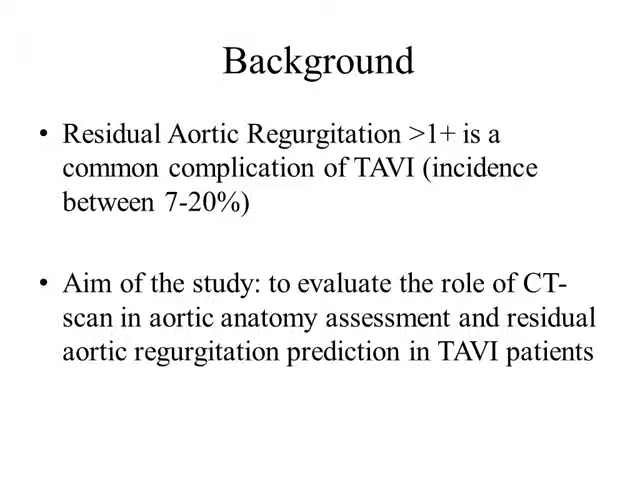 Background
• Residual Aortic Regurgitation >1+ is a
common complication of TAVI (incidence
between 7-20%)
• Aim of the study: to evaluate the role of CT-
scan in aortic anatomy assessment and residual
aortic regurgitation prediction in TAVI patients